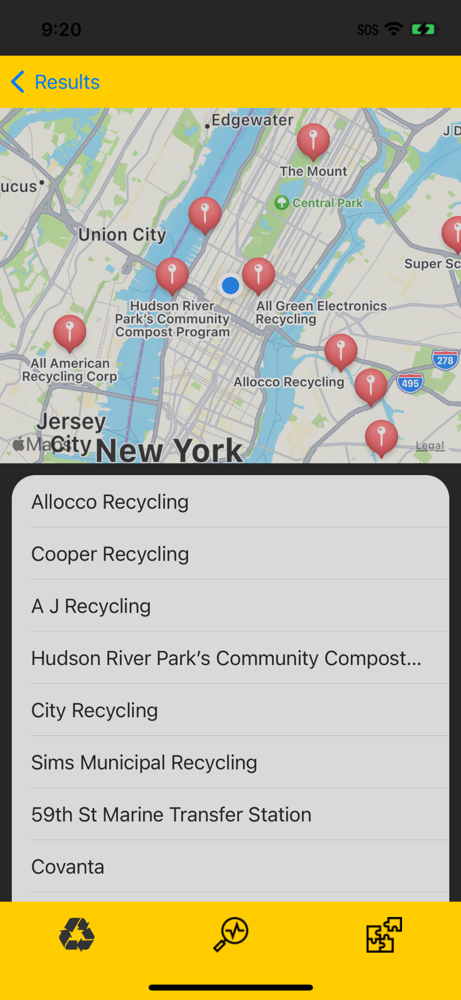 9:20
SOS
Results
Edgewater
J D
The Mount
ucus
Central Park
Union City
Super Sc
Hudson River
Park’s Community
Compost Program
All Green Electronics
Recycling
All American
Recycling Corp
278
Allocco Recycling
495
Jersey
City
Maps
New York
Legal
Allocco Recycling
Cooper Recycling
A J Recycling
Hudson River Park’s Community Compost...
City Recycling
Sims Municipal Recycling
59th St Marine Transfer Station
Covanta